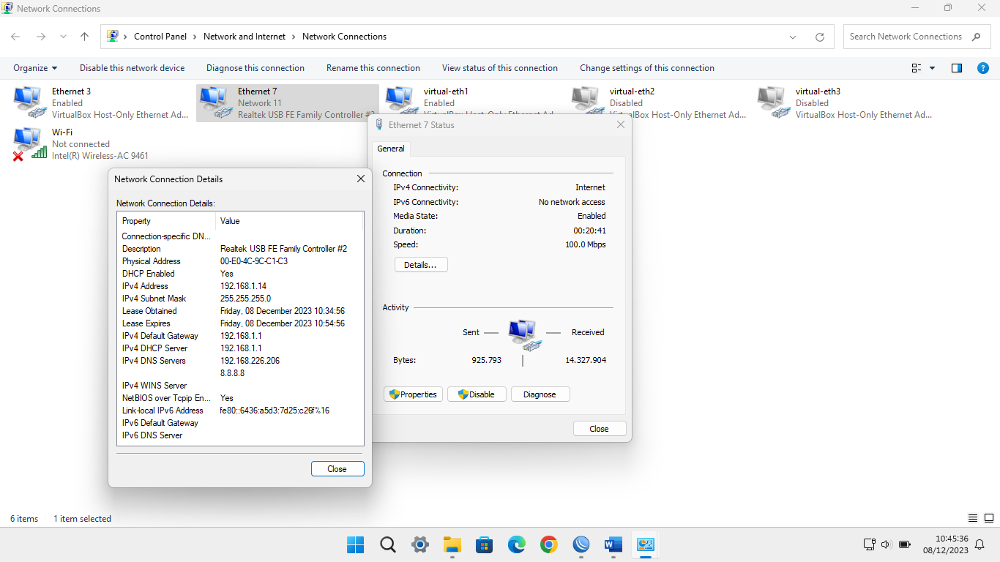 Network Connections
Control Panel > Network and Internet > Network Connections
Search Network Connections
Organize Disable this network device Diagnose this connection Rename this connection View status of this connection Change settings of this connection
Ethernet 3
Enabled
VirtualBox Host-Only Ethernet Ad...
Ethernet 7
Network 11
Realtek USB FE Family Controller #2
virtual-eth1
Enabled
VirtualBox Host-Only Ethernet Ad...
virtual-eth2
Disabled
VirtualBox Host-Only Ethernet Ad...
virtual-eth3
Disabled
VirtualBox Host-Only Ethernet Ad...
Wi-Fi
Not connected
Intel(R) Wireless-AC 9461
Ethernet 7 Status
General
Connection
IPv4 Connectivity: Internet
IPv6 Connectivity: No network access
Media State: Enabled
Duration: 00:20:41
Speed: 100.0 Mbps
Details...
Activity
Sent Received
Bytes: 925.793 14.327.904
Properties Disable Diagnose
Close
Network Connection Details
Network Connection Details:
Property Value
Connection-specific DN...
Description Realtek USB FE Family Controller #2
Physical Address 00-E0-4C-9C-C1-C3
DHCP Enabled Yes
IPv4 Address 192.168.1.14
IPv4 Subnet Mask 255.255.255.0
Lease Obtained Friday, 08 December 2023 10:34:56
Lease Expires Friday, 08 December 2023 10:54:56
IPv4 Default Gateway 192.168.1.1
IPv4 DHCP Server 192.168.1.1
IPv4 DNS Servers 192.168.226.206
8.8.8.8
IPv4 WINS Server
NetBIOS over Tcpip En... Yes
Link-local IPv6 Address fe80::6436:a5d3:7d25:c26f%16
IPv6 Default Gateway
IPv6 DNS Server
Close
6 items 1 item selected
10:45:36
08/12/2023